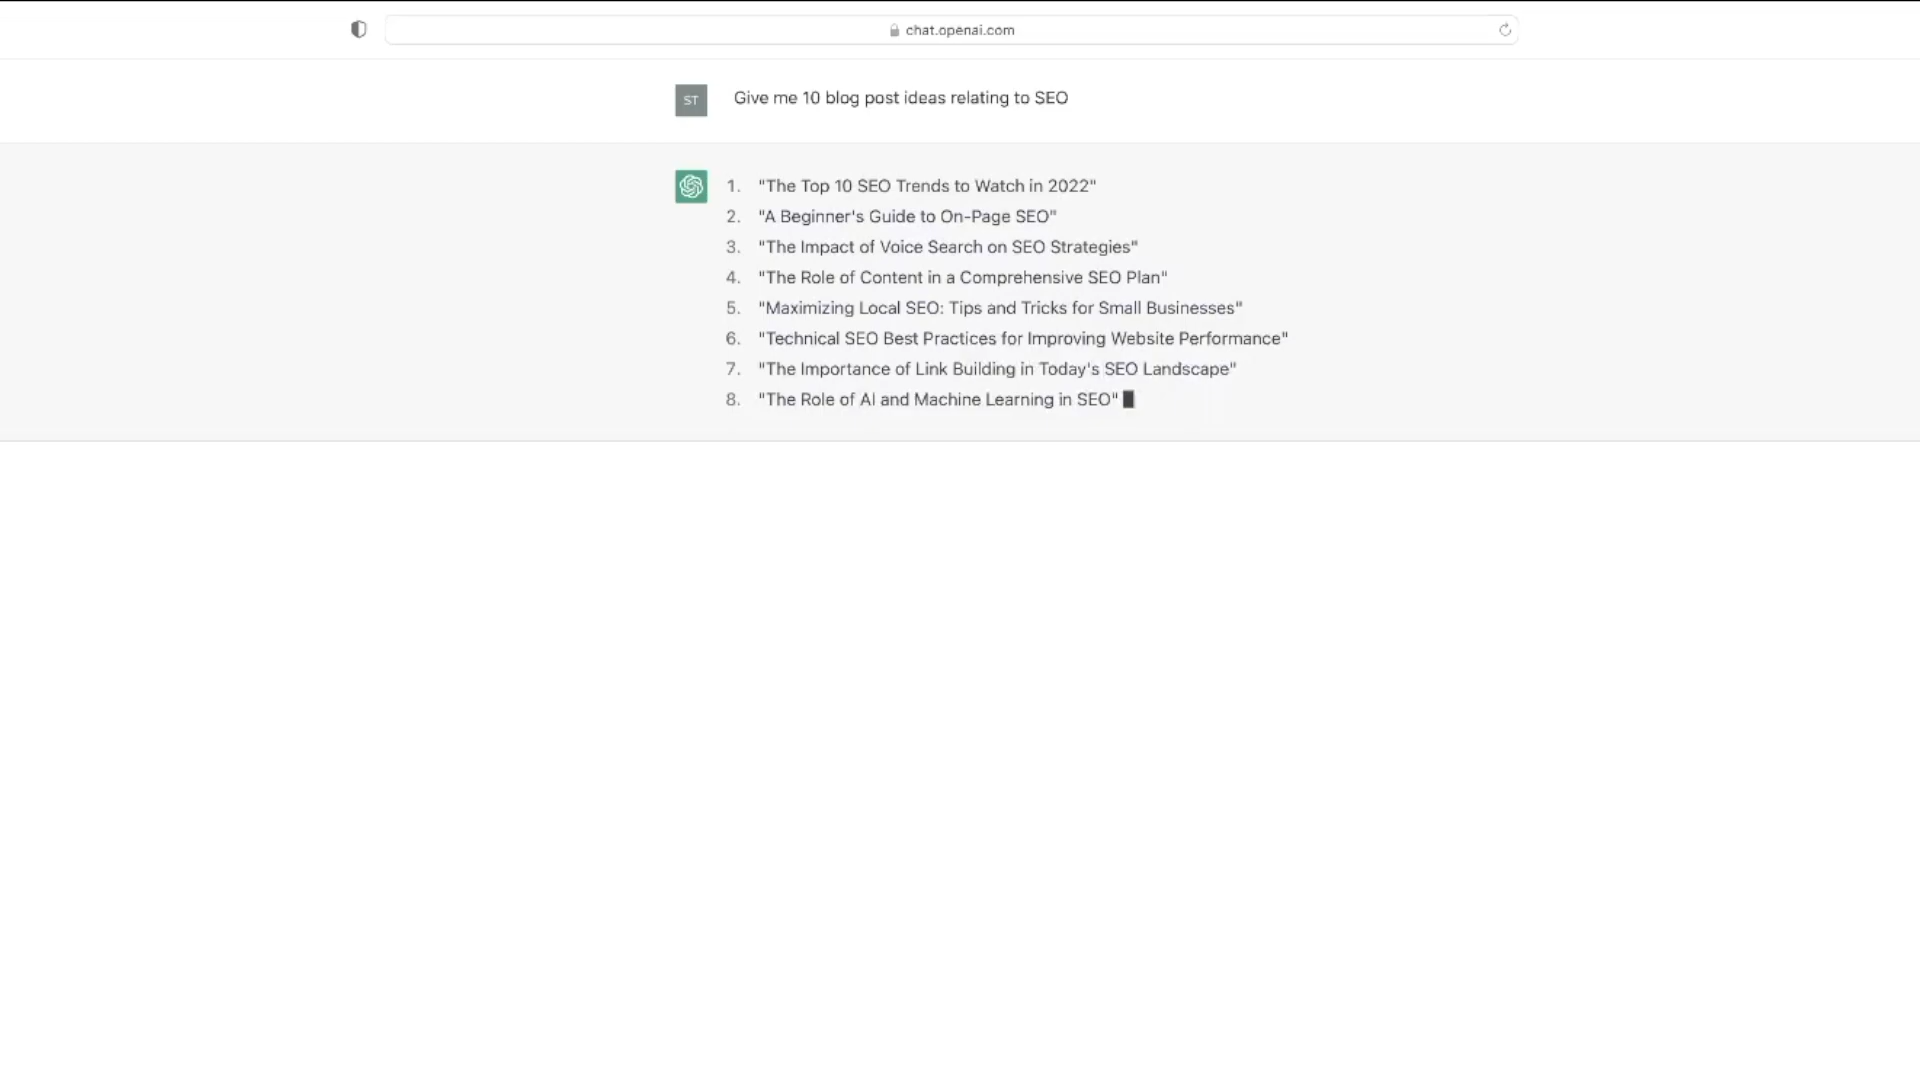 chat.openai.com
ST
Give me 10 blog post ideas relating to SEO
1. "The Top 10 SEO Trends to Watch in 2022"
2. "A Beginner's Guide to On-Page SEO"
3. "The Impact of Voice Search on SEO Strategies"
4. "The Role of Content in a Comprehensive SEO Plan"
5. "Maximizing Local SEO: Tips and Tricks for Small Businesses"
6. "Technical SEO Best Practices for Improving Website Performance"
7. "The Importance of Link Building in Today's SEO Landscape"
8. "The Role of AI and Machine Learning in SEO"